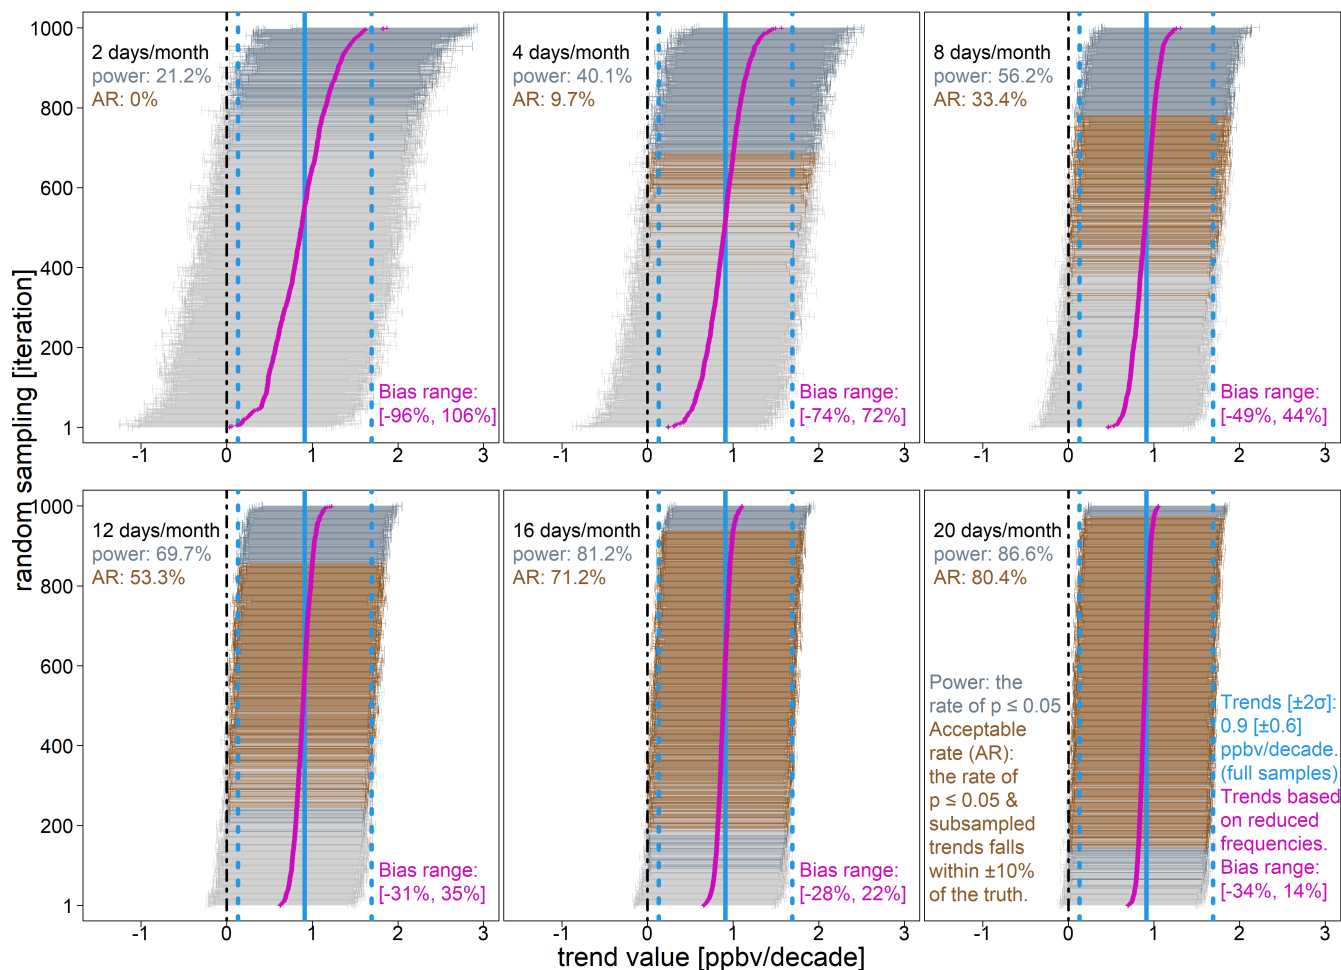 random sampling [iteration]
1000
800
600
400
200
1
2 days/month
power: 21.2%
AR: 0%
Bias range:
[-96%, 106%]
-1 0 1 2 3
4 days/month
power: 40.1%
AR: 9.7%
Bias range:
[-74%, 72%]
-1 0 1 2 3
8 days/month
power: 56.2%
AR: 33.4%
Bias range:
[-49%, 44%]
-1 0 1 2 3
1000
800
600
400
200
1
12 days/month
power: 69.7%
AR: 53.3%
Bias range:
[-31%, 35%]
-1 0 1 2 3
16 days/month
power: 81.2%
AR: 71.2%
Bias range:
[-28%, 22%]
-1 0 1 2 3
20 days/month
power: 86.6%
AR: 80.4%
Power: the
rate of p ≤ 0.05
Acceptable
rate (AR):
the rate of
p ≤ 0.05 &
subsampled
trends falls
within ±10%
of the truth.
Trends [±2σ]:
0.9 [±0.6]
ppbv/decade.
(full samples)
Trends based
on reduced
frequencies.
Bias range:
[-34%, 14%]
-1 0 1 2 3
trend value [ppbv/decade]